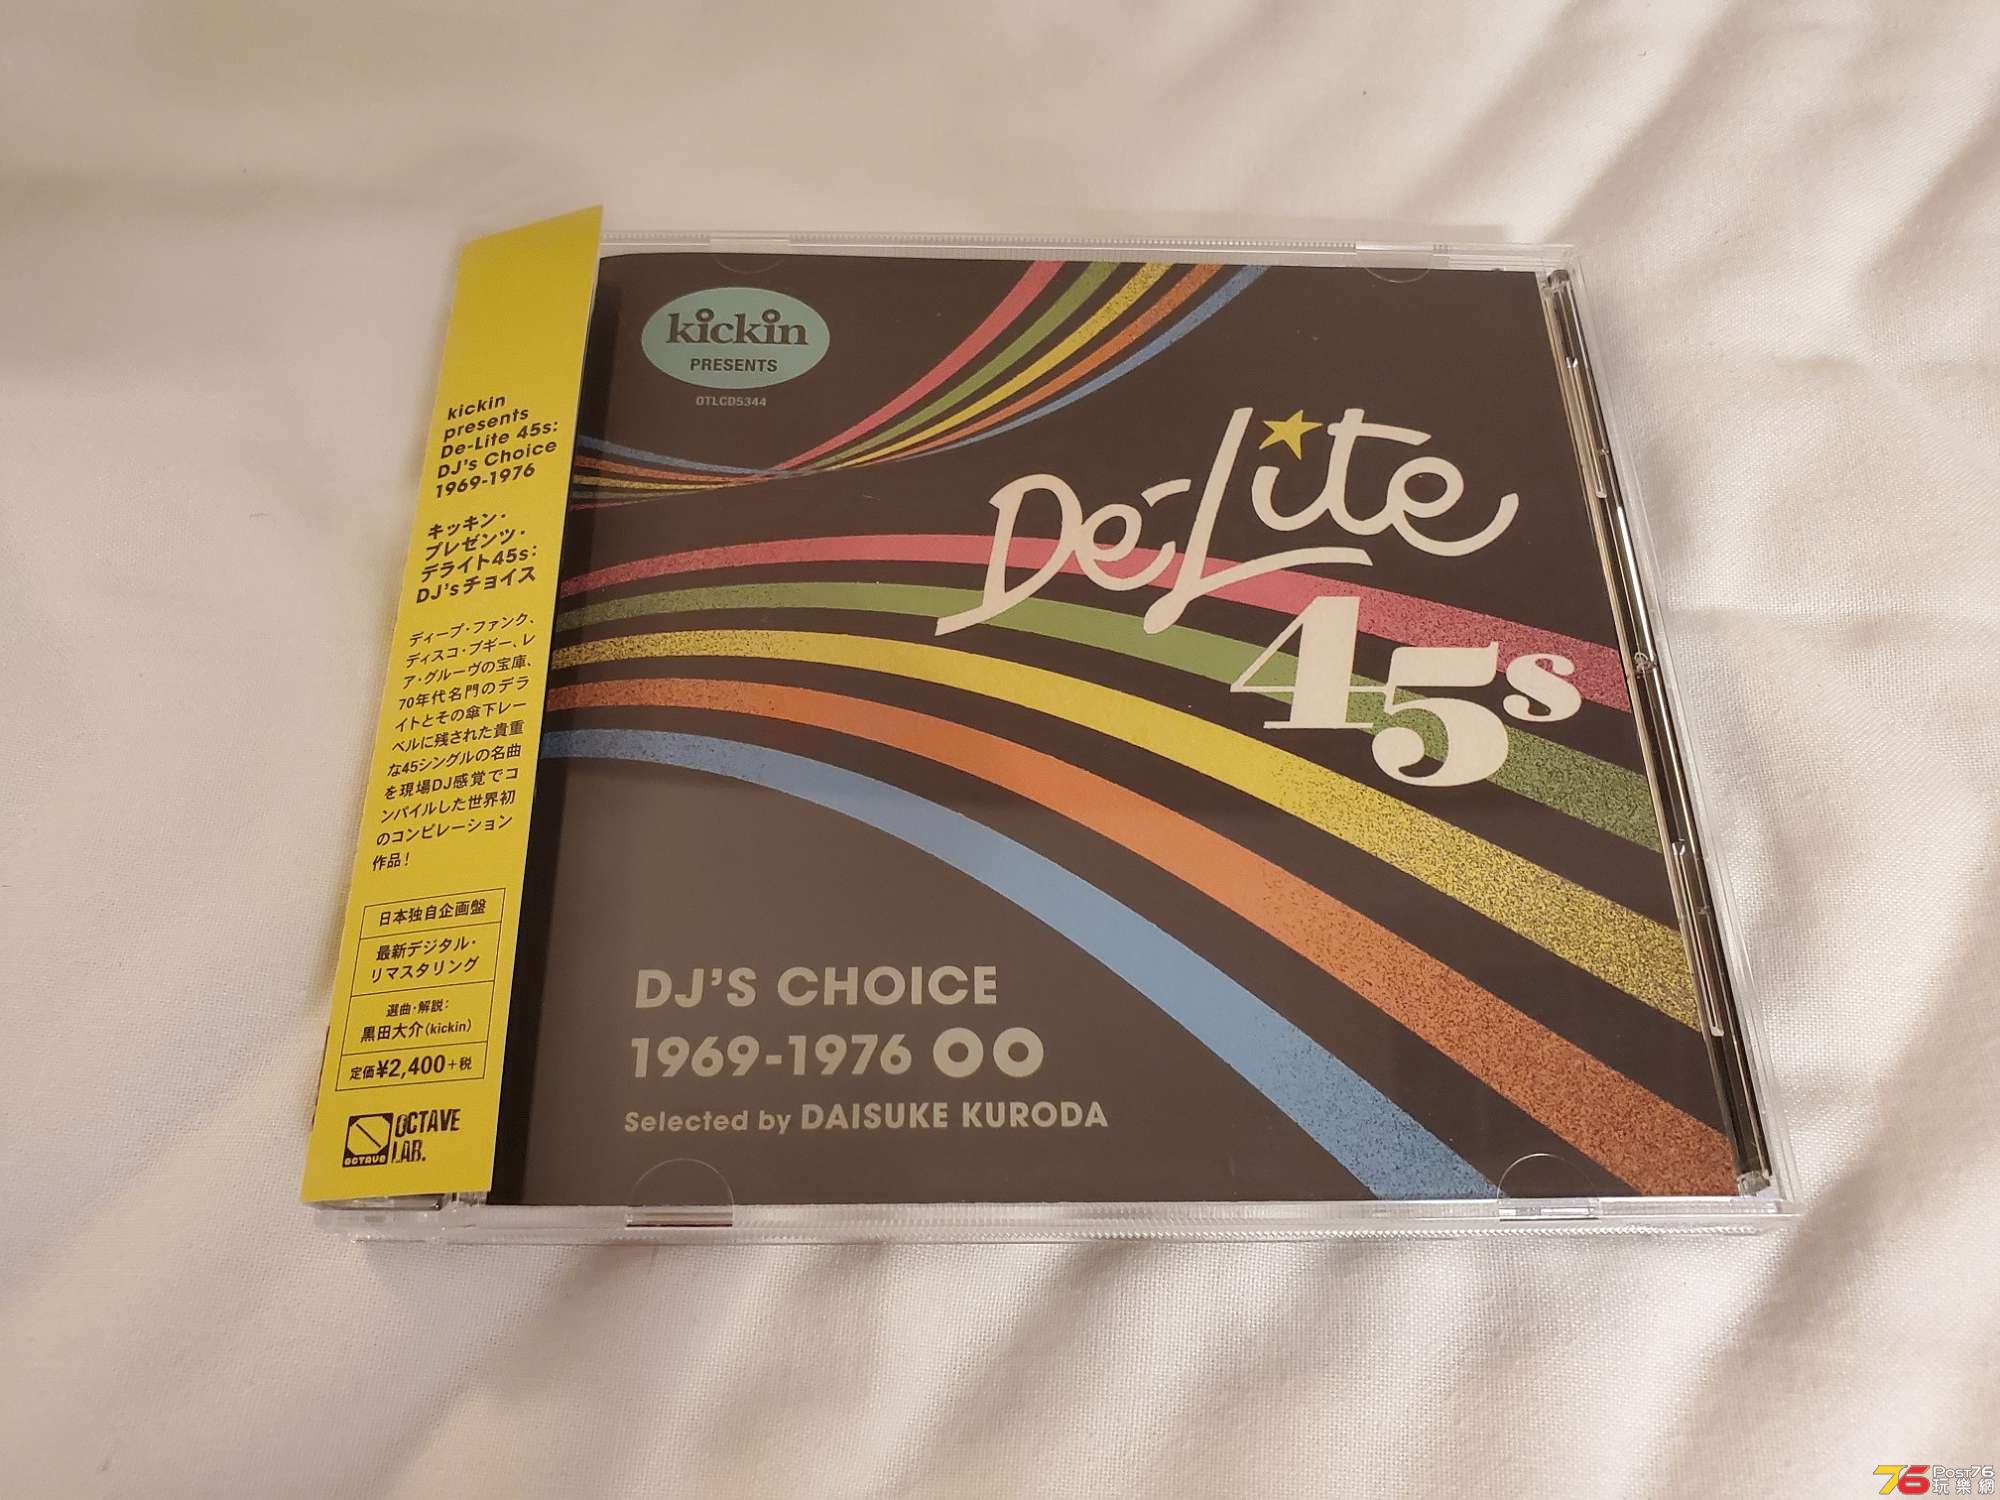 kickin
presents
De-Lite 45s:
DJ's Choice
1969-1976
キッキン・
プレゼンツ・
デライト45s:
DJ'sチョイス
ディープ・ファンク、
ディスコ・ブギー、レ
ア・グルーヴの宝庫、
70年代名門のデラ
イトとその傘下レー
ベルに残された貴重
な45シングルの名曲
を現場DJ感覚でコ
ンパイルした世界初
のコンピレーション
作品!
日本独自企画盤
最新デジタル・
リマスタリング
選曲・解説:
黒田大介(kickin)
定価¥2,400+税
OCTAVE
OCTAVE
LAB.
kickin
PRESENTS
OTLCD5344
De-Lite
45s
DJ'S CHOICE
1969-1976
Selected by DAISUKE KURODA
76 Post76
玩樂網